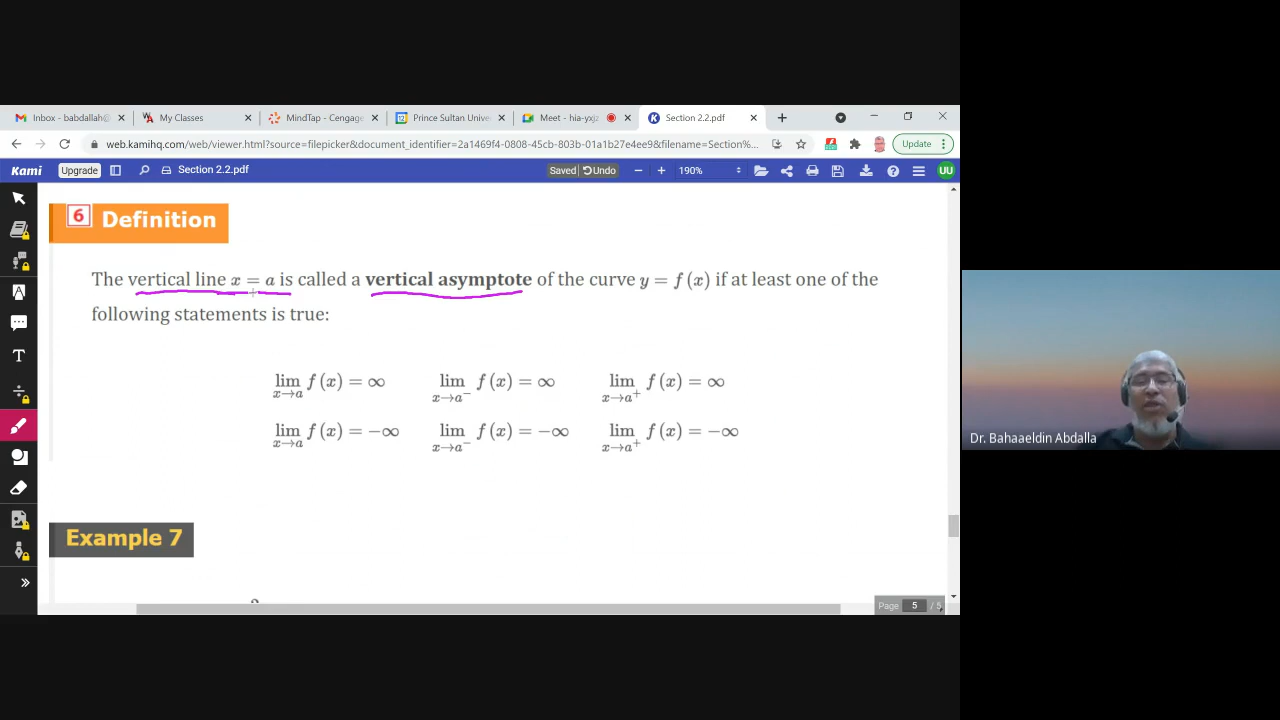 Inbox - babdallah@
My Classes
MindTap - Cengage
Prince Sultan Unive
Meet - hia-yxjz
Section 2.2.pdf
web.kamihq.com/web/viewer.html?source=filepicker&document_identifier=2a1469f4-0808-45cb-803b-01a1b27e4ee9&filename=Section%...
Update
Kami
Upgrade
Section 2.2.pdf
Saved Undo
190%
UU
6 Definition
The vertical line x = a is called a vertical asymptote of the curve y = f (x) if at least one of the
following statements is true:
lim x→a f (x) = ∞ lim x→a⁻ f (x) = ∞ lim x→a⁺ f (x) = ∞
lim x→a f (x) = −∞ lim x→a⁻ f (x) = −∞ lim x→a⁺ f (x) = −∞
Example 7
Page 5 / 5
Dr. Bahaaeldin Abdalla